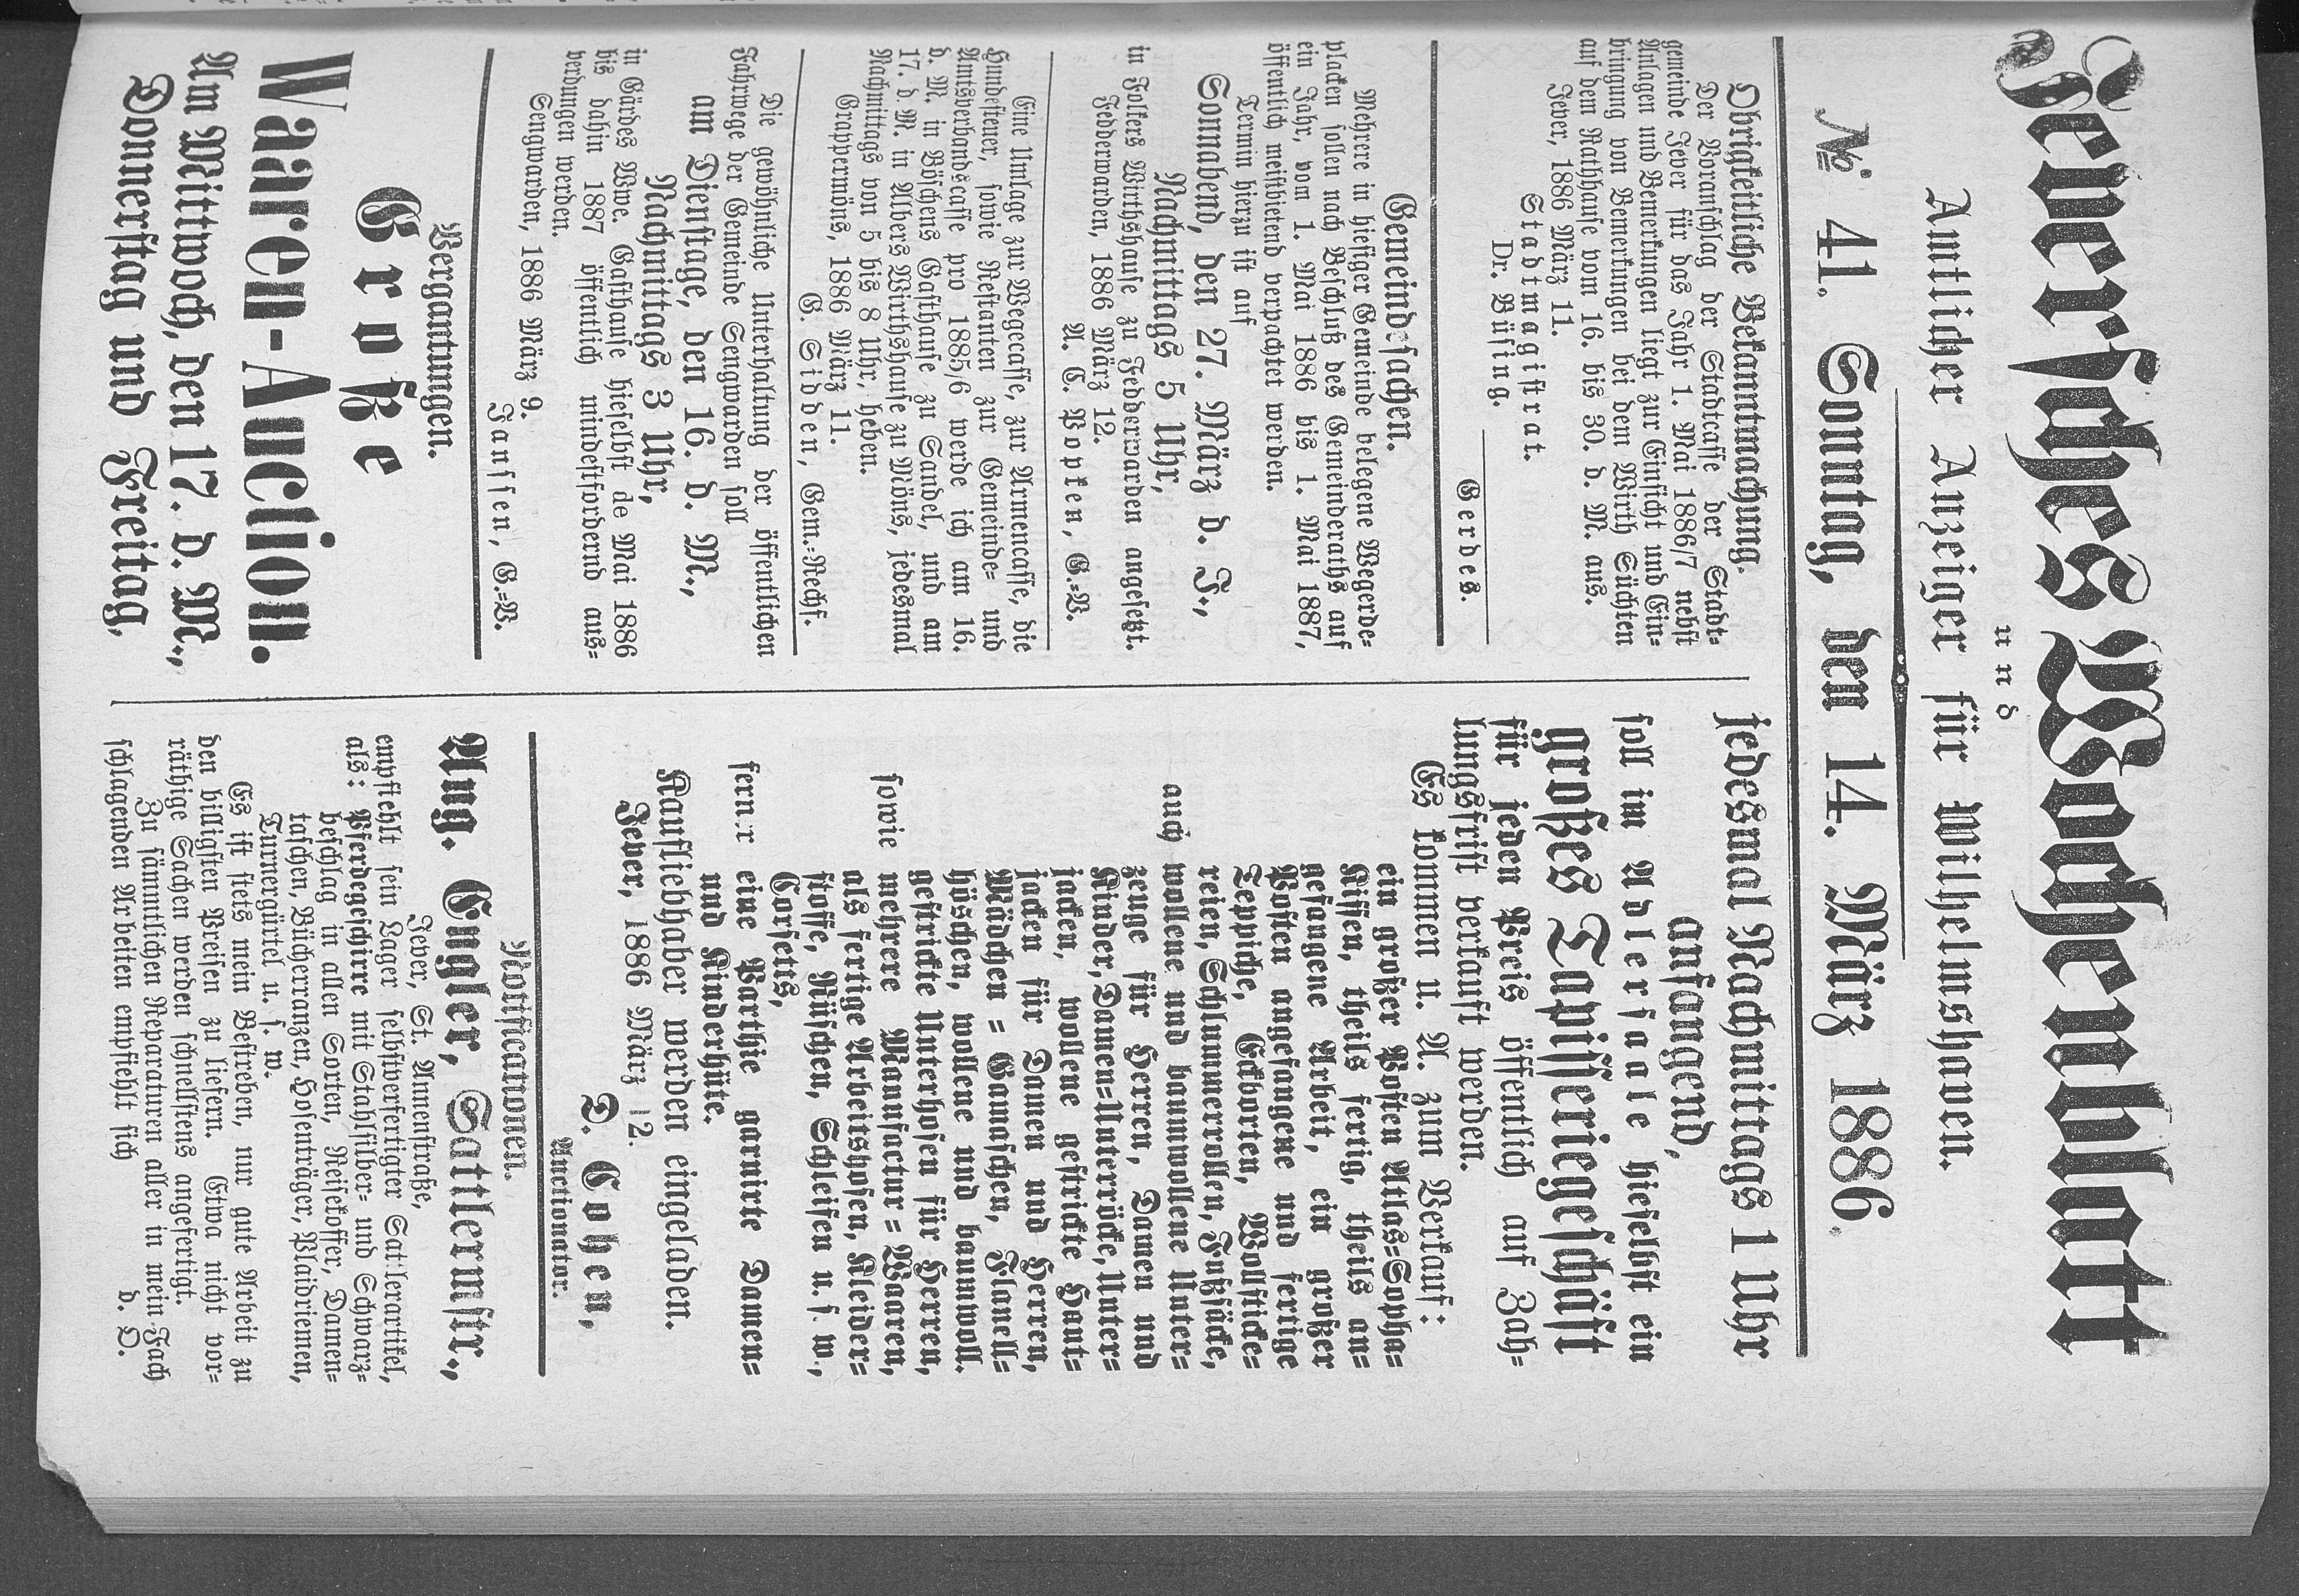 Jeversches Wochenblatt
und
Amtlicher Anzeiger für Wilhelmshaven.
№ 41. Sonntag, den 14. März 1886.
Obrigkeitliche Bekanntmachung.
Der Voranschlag der Stadtcasse der Stadt-
gemeinde Jever für das Jahr 1. Mai 1886/7 nebst
Anlagen und Bemerkungen liegt zur Einsicht und Ein-
bringung von Bemerkungen bei dem Wirth Süchten
auf dem Rathhause vom 16. bis 30. d. M. aus.
Jever, 1886 März 11.
Stadtmagistrat.
Dr. Büsing.
Gerdes.
Gemeindesachen.
Mehrere in hiesiger Gemeinde belegene Wegerde-
placken sollen nach Beschluß des Gemeinderaths auf
ein Jahr, vom 1. Mai 1886 bis 1. Mai 1887,
öffentlich meistbietend verpachtet werden.
Termin hierzu ist auf
Sonnabend, den 27. März d. J.,
Nachmittags 5 Uhr,
in Folkers Wirthshause zu Fedderwarden angesetzt.
Fedderwarden, 1886 März 12.
A. C. Popken, G.=V.
Eine Umlage zur Wegecasse, zur Armencasse, die
Hundesteuer, sowie Restanten zur Gemeinde= und
Amtsverbandscasse pro 1885/6 werde ich am 16.
d. M. in Böschens Gasthause zu Sandel, und am
17. d. M. in Albers Wirthshause zu Möns, jedesmal
Nachmittags von 5 bis 8 Uhr, heben.
Grappermöns, 1886 März 11.
G. Sidden, Gem.=Rechf.
Die gewöhnliche Unterhaltung der öffentlichen
Fahrwege der Gemeinde Sengwarden soll
am Dienstage, den 16. d. M.,
Nachmittags 3 Uhr,
in Gärdes Wwe. Gasthause hieselbst de Mai 1886
bis dahin 1887 öffentlich mindestfordernd aus-
verdungen werden.
Sengwarden, 1886 März 9.
Janssen, G.=V.
Vergantungen.
Große
Waaren-Auction.
Am Mittwoch, den 17. d. M.,
Donnerstag und Freitag,
jedesmal Nachmittags 1 Uhr
anfangend,
soll im Adlersaale hieselbst ein
großes Tapisseriegeschäft
für jeden Preis öffentlich auf Zah-
lungsfrist verkauft werden.
Es kommen u. A. zum Verkauf:
ein großer Posten Atlas=Sopha=
Kissen, theils fertig, theils an=
gefangene Arbeit, ein großer
Posten angefangene und fertige
Teppiche, Eckborten, Wollsticke=
reien, Schlummerrollen, Fußsäcke,
auch wollene und baumwollene Unter=
zeuge für Herren, Damen und
Kinder, Damen=Unterröcke, Unter=
jacken, wollene gestrickte Haut=
jacken für Damen und Herren,
Mädchen = Gamaschen, Flanell=
höschen, wollene und baumwoll.
gestrickte Unterhosen für Herren,
sowie mehrere Manufactur = Waaren,
als fertige Arbeitshosen, Kleider=
stoffe, Rüschen, Schleifen u. s. w.,
Corsetts,
ferner eine Parthie garnirte Damen=
und Kinderhüte.
Kaufliebhaber werden eingeladen.
Jever, 1886 März 12.
D. Cohen,
Auctionator.
Notificationen.
Aug. Engler, Sattlermstr.,
Jever, St. Annenstraße,
empfiehlt sein Lager selbstverfertigter Sattlerartikel,
als: Pferdegeschirre mit Stahlsilber= und Schwarz=
beschlag in allen Sorten, Reisekoffer, Damen=
taschen, Bücherranzen, Hosenträger, Plaidriemen,
Turnergürtel u. s. w.
Es ist stets mein Bestreben, nur gute Arbeit zu
den billigsten Preisen zu liefern. Etwa nicht vor=
räthige Sachen werden schnellstens angefertigt.
Zu sämmtlichen Reparaturen aller in mein Fach
schlagenden Arbeiten empfiehlt sich d. O.